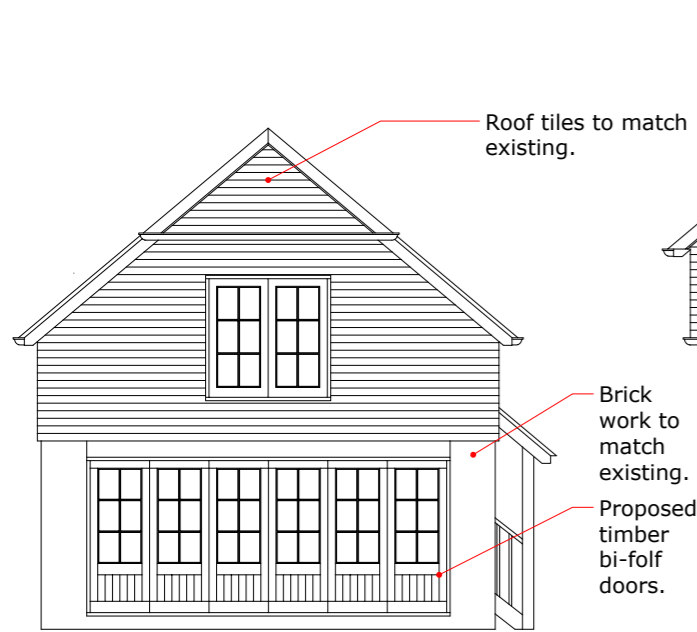 Roof tiles to match
existing.
Brick
work to
match
existing.
Proposed
timber
bi-folf
doors.